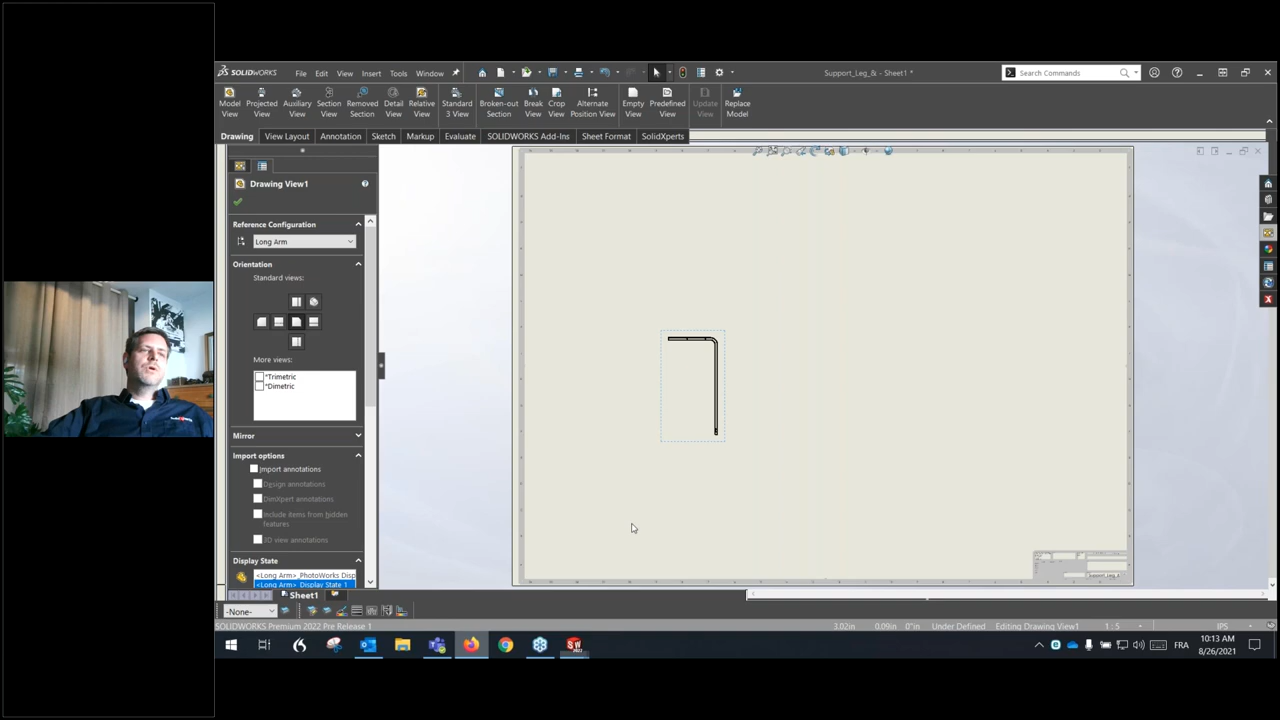 SOLIDWORKS
File
Edit
View
Insert
Tools
Window
Support_Leg_& - Sheet1 *
Search Commands
Model View
Projected View
Auxiliary View
Section View
Removed Section
Detail View
Relative View
Standard 3 View
Broken-out Section
Break View
Crop View
Alternate Position View
Empty View
Predefined View
Update View
Replace Model
Drawing
View Layout
Annotation
Sketch
Markup
Evaluate
SOLIDWORKS Add-Ins
Sheet Format
SolidXperts
Drawing View1
Reference Configuration
Long Arm
Orientation
Standard views:
More views:
*Trimetric
*Dimetric
Mirror
Import options
Import annotations
Design annotations
DimXpert annotations
Include items from hidden
features
3D view annotations
Display State
<Long Arm>_PhotoWorks Disp
<Long Arm>_Display State 1
Support_Leg_&
Sheet1
-None-
SOLIDWORKS Premium 2022 Pre Release 1
3.02in
0.09in
0"in
Under Defined
Editing Drawing View1
1 : 5
IPS
FRA
10:13 AM
8/26/2021